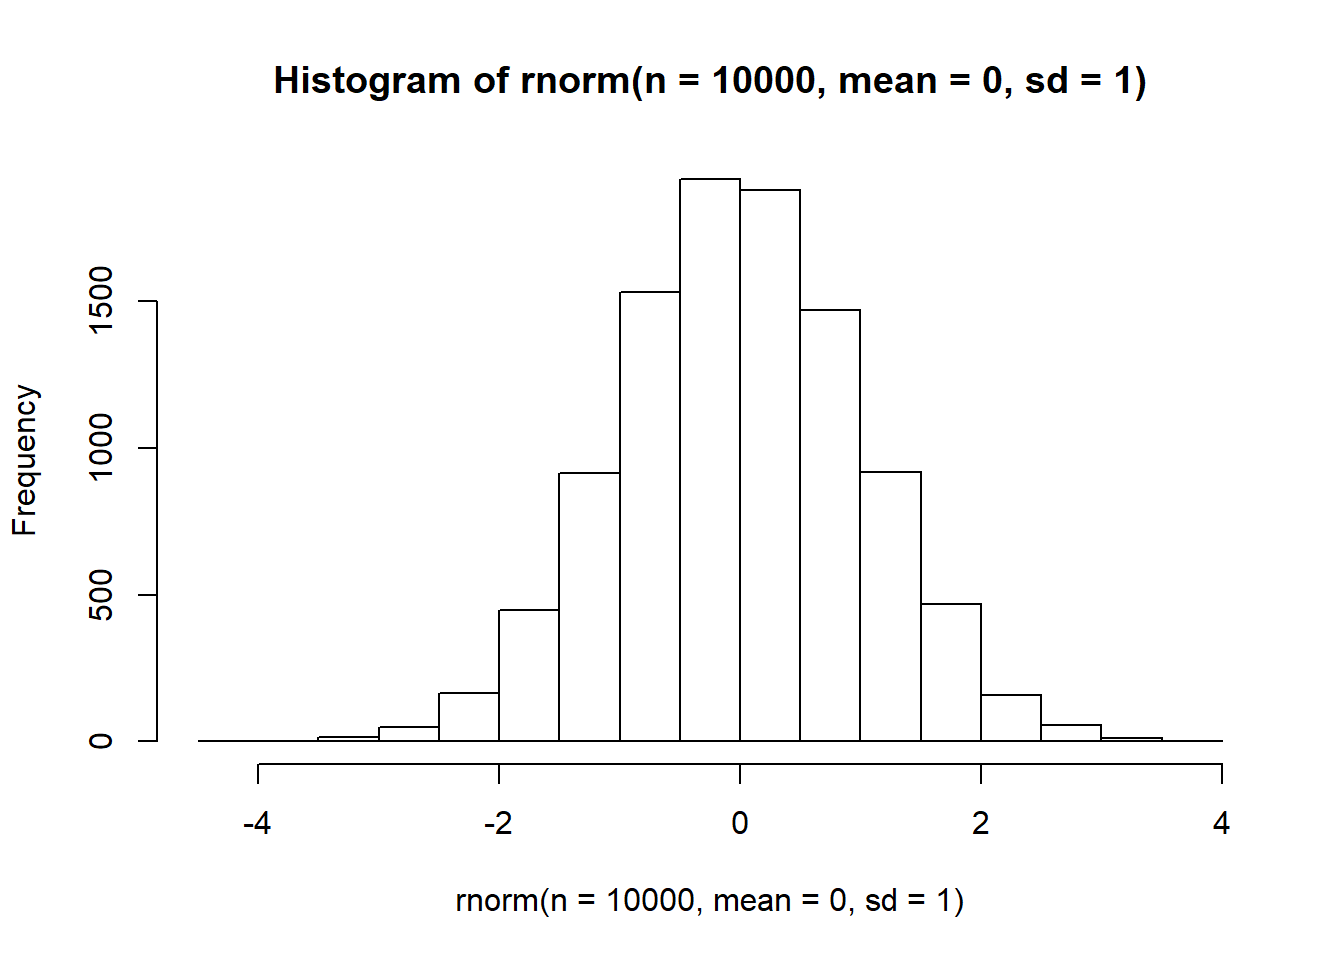 Histogram of rnorm(n = 10000, mean = 0, sd = 1)
Frequency
1500
1000
500
0
-4 -2 0 2 4
rnorm(n = 10000, mean = 0, sd = 1)